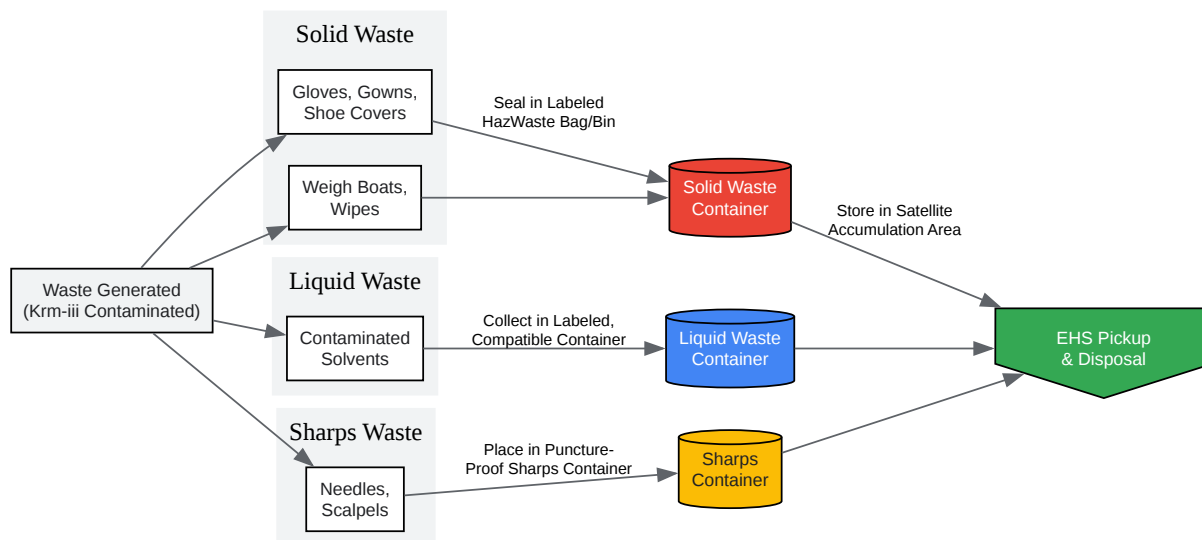 Solid Waste
Gloves, Gowns,
Shoe Covers
Weigh Boats,
Wipes
Seal in Labeled
HazWaste Bag/Bin
Solid Waste
Container
Store in Satellite
Accumulation Area
Waste Generated
(Krm-iii Contaminated)
Liquid Waste
Contaminated
Solvents
Collect in Labeled,
Compatible Container
Liquid Waste
Container
EHS Pickup
& Disposal
Sharps Waste
Needles,
Scalpels
Place in Puncture-
Proof Sharps Container
Sharps
Container